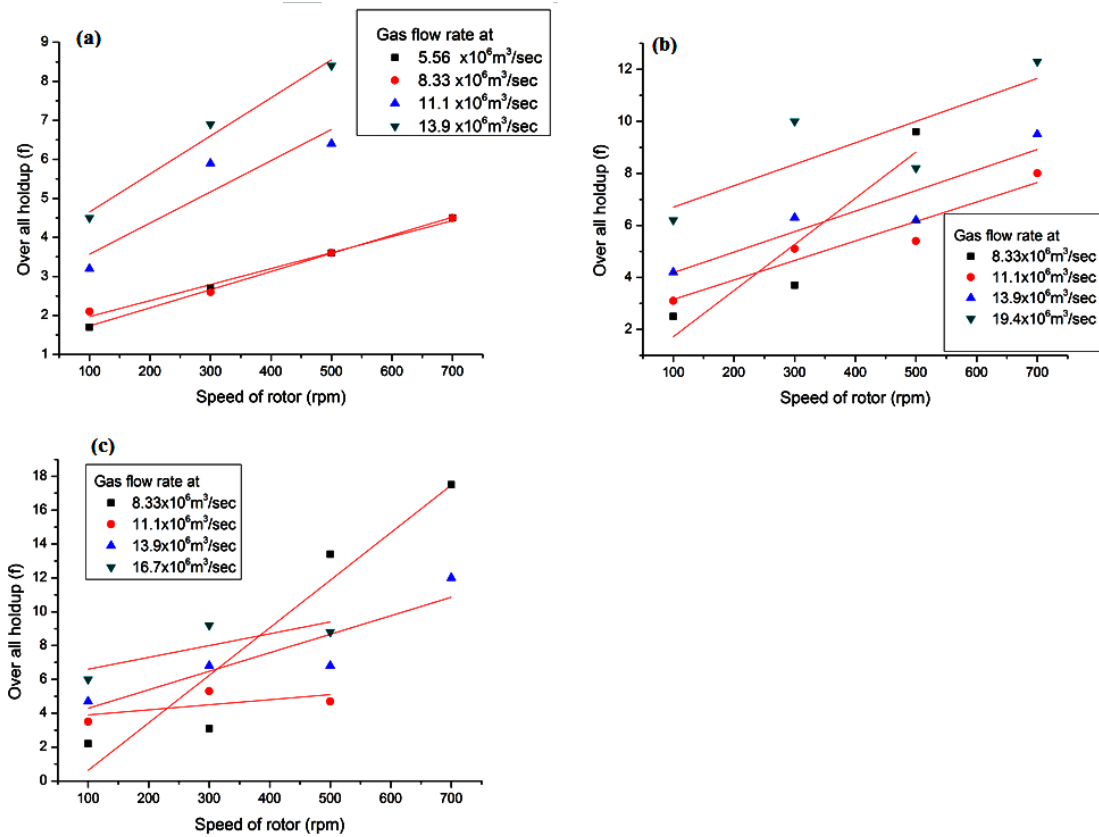 (a)
Gas flow rate at
5.56 x10⁶m³/sec
8.33 x10⁶m³/sec
11.1 x10⁶m³/sec
13.9 x10⁶m³/sec
9
8
7
6
5
4
3
2
1
Over all holdup (f)
100 200 300 400 500 600 700
Speed of rotor (rpm)
(b)
12
10
8
6
4
2
Over all holdup (f)
Gas flow rate at
8.33x10⁶m³/sec
11.1x10⁶m³/sec
13.9x10⁶m³/sec
19.4x10⁶m³/sec
100 200 300 400 500 600 700
Speed of rotor (rpm)
(c)
Gas flow rate at
8.33x10⁶m³/sec
11.1x10⁶m³/sec
13.9x10⁶m³/sec
16.7x10⁶m³/sec
18
16
14
12
10
8
6
4
2
0
Over all holdup (f)
100 200 300 400 500 600 700
Speed of rotor (rpm)